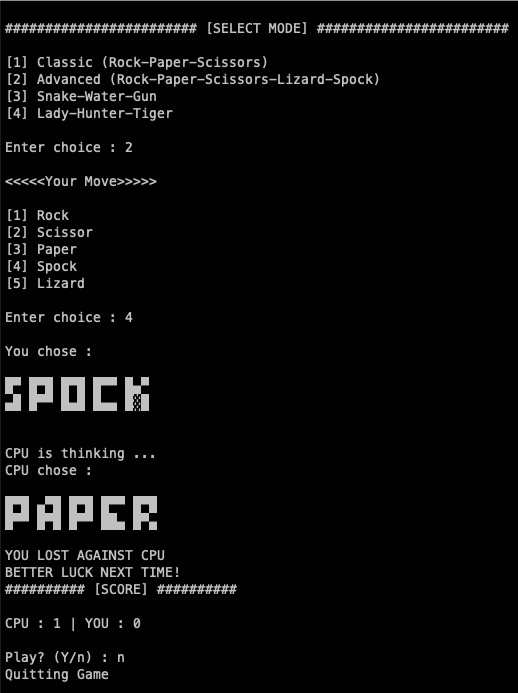 ######################## [SELECT MODE] ########################
[1] Classic (Rock-Paper-Scissors)
[2] Advanced (Rock-Paper-Scissors-Lizard-Spock)
[3] Snake-Water-Gun
[4] Lady-Hunter-Tiger
Enter choice : 2
<<<<<Your Move>>>>>
[1] Rock
[2] Scissor
[3] Paper
[4] Spock
[5] Lizard
Enter choice : 4
You chose :
SPOCK
CPU is thinking ...
CPU chose :
PAPER
YOU LOST AGAINST CPU
BETTER LUCK NEXT TIME!
########## [SCORE] ##########
CPU : 1 | YOU : 0
Play? (Y/n) : n
Quitting Game